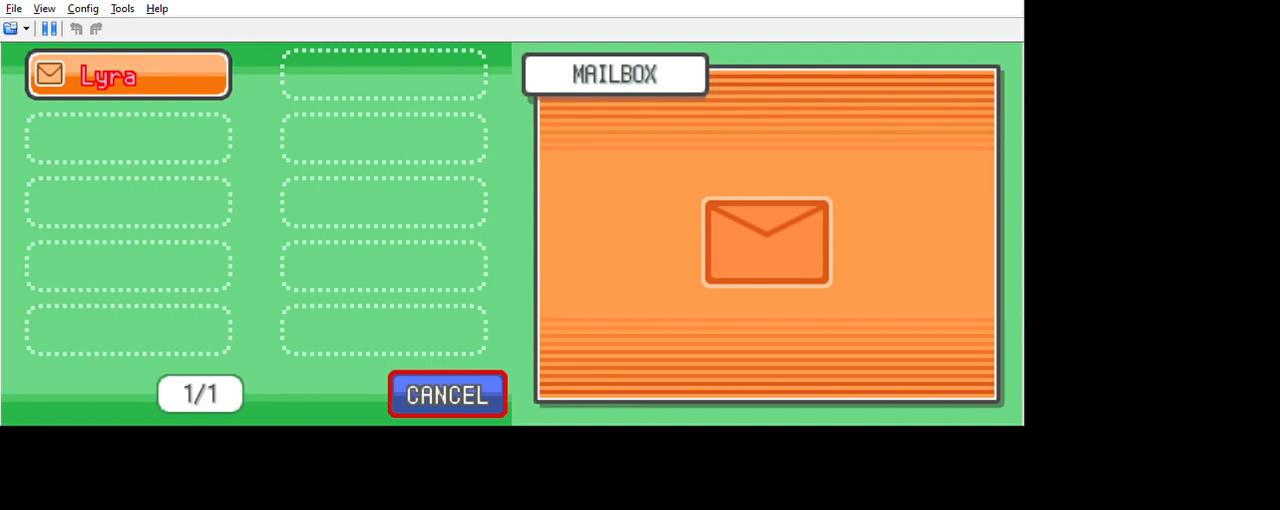 File View Config Tools Help
Lyra
MAILBOX
1/1
CANCEL